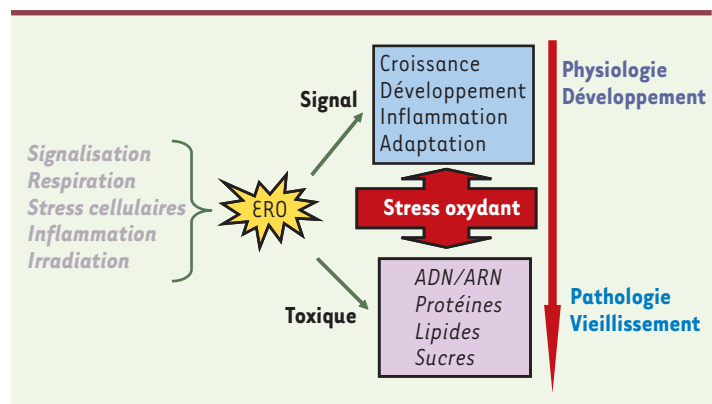 Signalisation
Respiration
Stress cellulaires
Inflammation
Irradiation
ERO
Signal
Toxique
Croissance
Développement
Inflammation
Adaptation
Stress oxydant
ADN/ARN
Protéines
Lipides
Sucres
Physiologie
Développement
Pathologie
Vieillissement